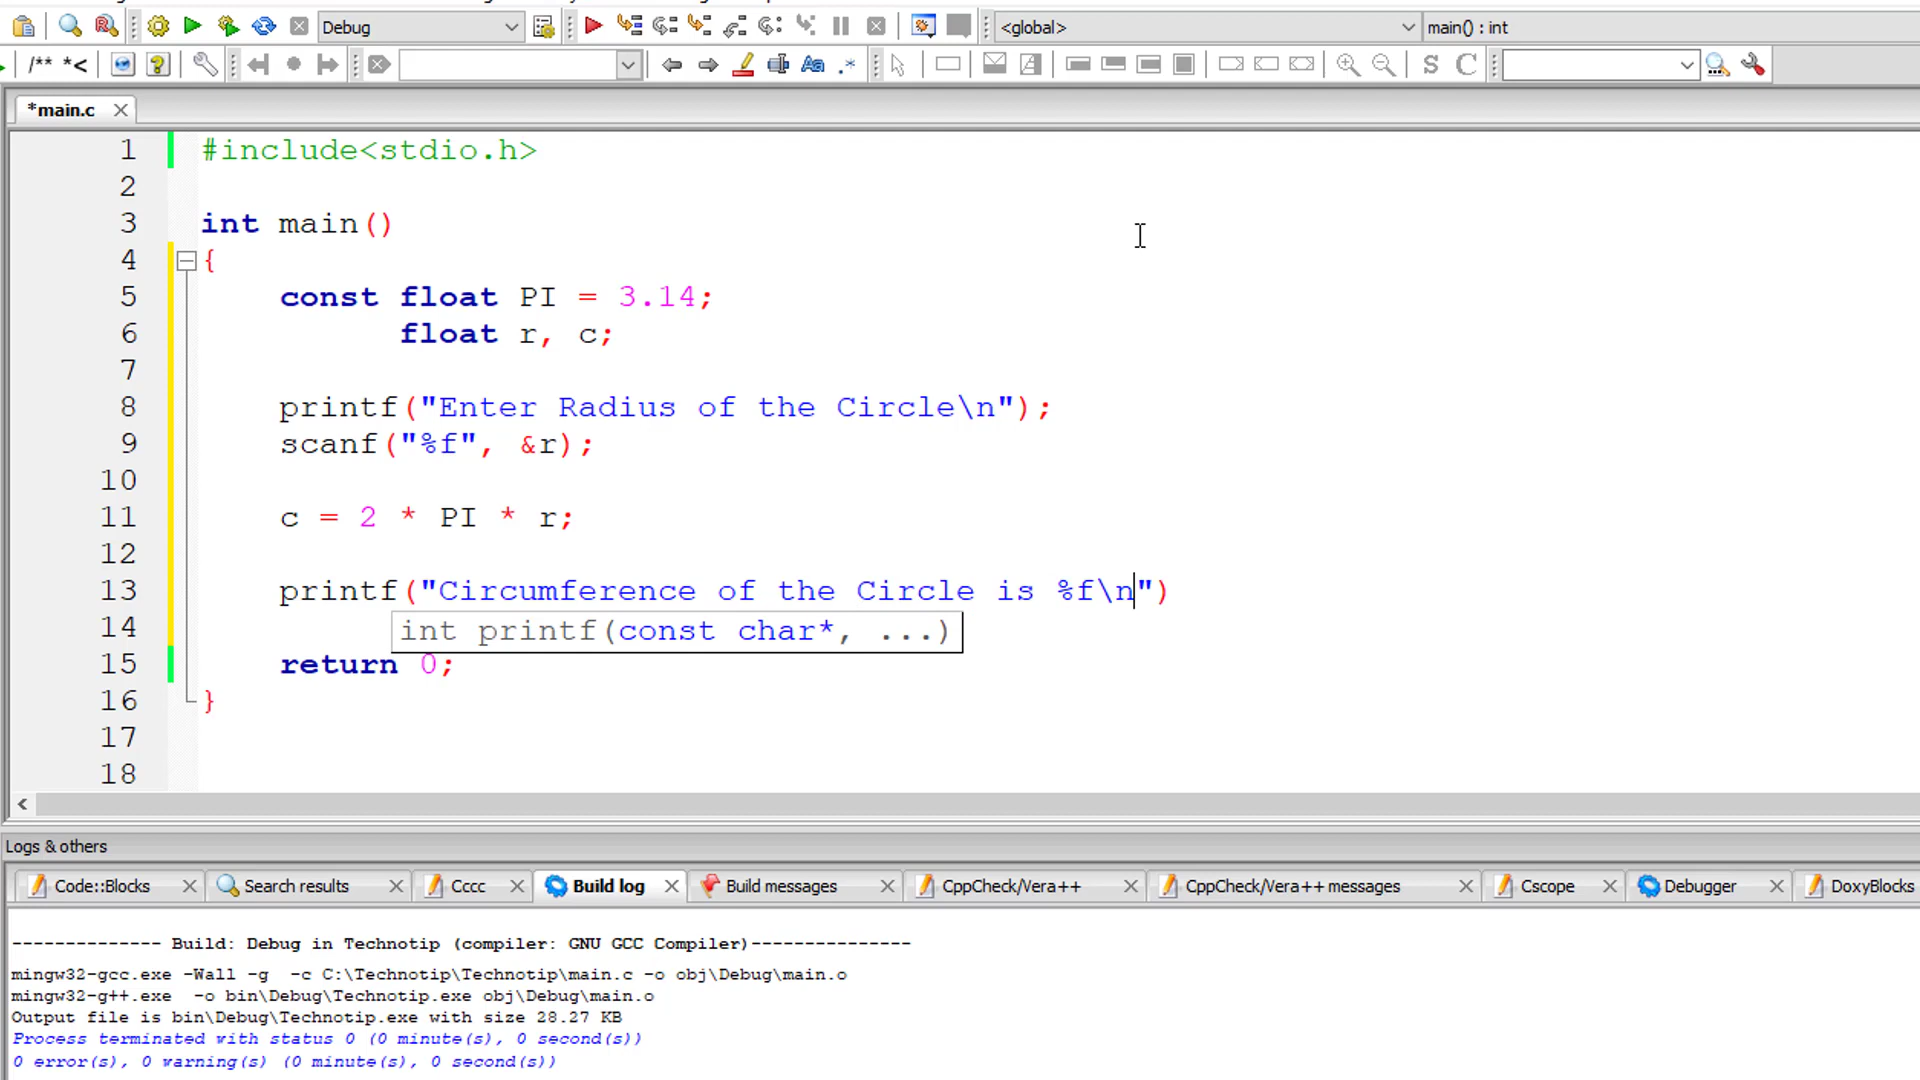 Debug
<global>
main() : int
/** *<
Aa
.*
S
C
*main.c
1 #include<stdio.h>
2
3 int main()
4 {
5 const float PI = 3.14;
6 float r, c;
7
8 printf("Enter Radius of the Circle\n");
9 scanf("%f", &r);
10
11 c = 2 * PI * r;
12
13 printf("Circumference of the Circle is %f\n")
14 int printf(const char*, ...)
15 return 0;
16 }
17
18
Logs & others
Code::Blocks
Search results
Cccc
Build log
Build messages
CppCheck/Vera++
CppCheck/Vera++ messages
Cscope
Debugger
DoxyBlocks
-------------- Build: Debug in Technotip (compiler: GNU GCC Compiler)---------------
mingw32-gcc.exe -Wall -g  -c C:\Technotip\Technotip\main.c -o obj\Debug\main.o
mingw32-g++.exe  -o bin\Debug\Technotip.exe obj\Debug\main.o
Output file is bin\Debug\Technotip.exe with size 28.27 KB
Process terminated with status 0 (0 minute(s), 0 second(s))
0 error(s), 0 warning(s) (0 minute(s), 0 second(s))